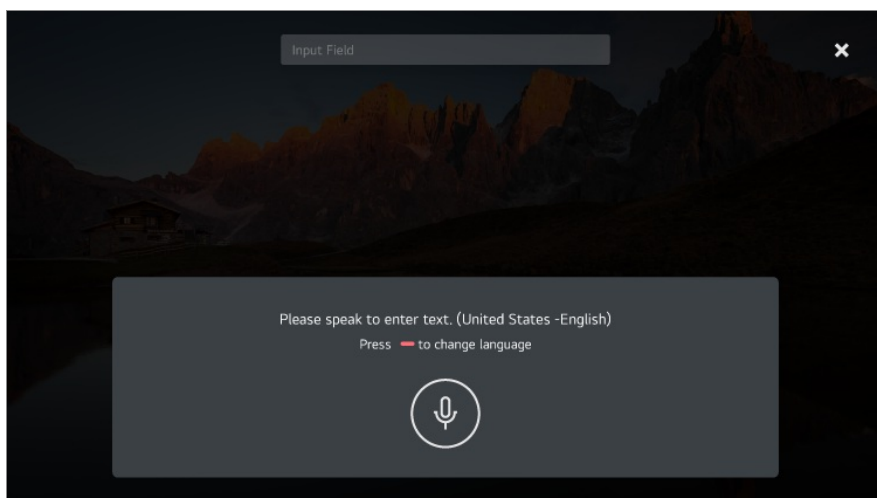 Input Field
Please speak to enter text. (United States -English)
Press to change language